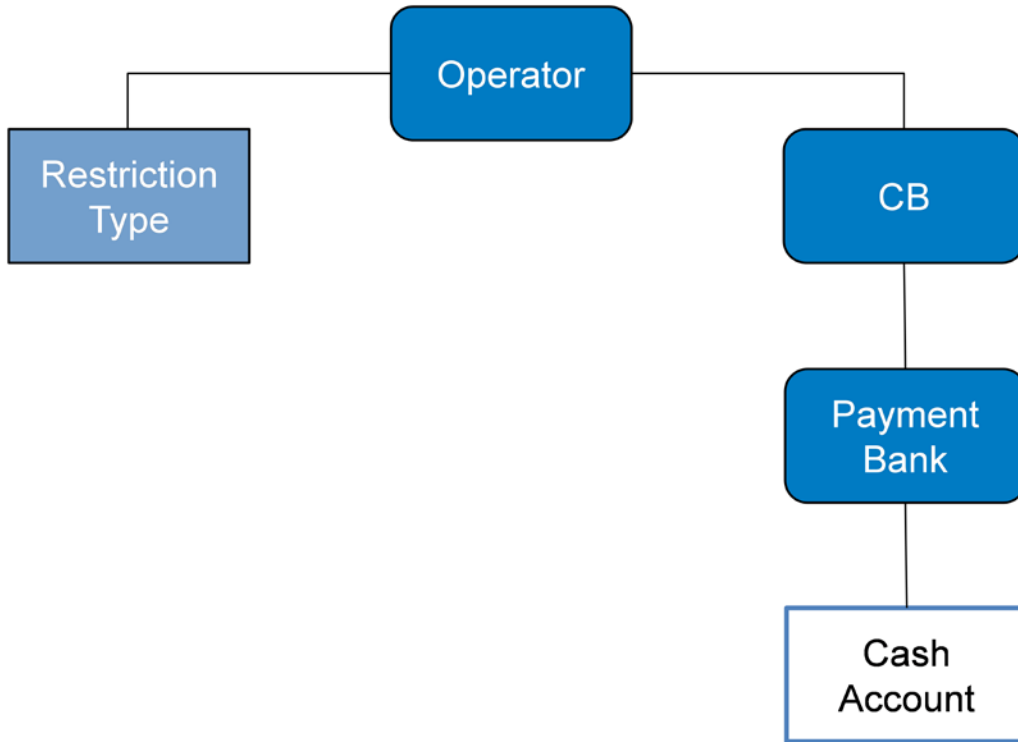 Operator
Restriction
Type
CB
Payment
Bank
Cash
Account